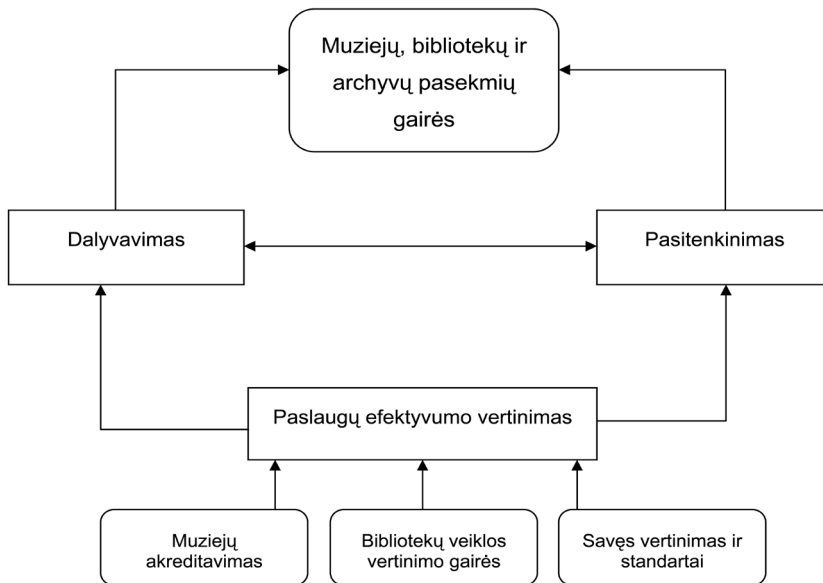 Muziejų, bibliotekų ir
archyvų pasekmių
gairės
Dalyvavimas
Pasitenkinimas
Paslaugų efektyvumo vertinimas
Muziejų
akreditavimas
Bibliotekų veiklos
vertinimo gairės
Savęs vertinimas ir
standartai